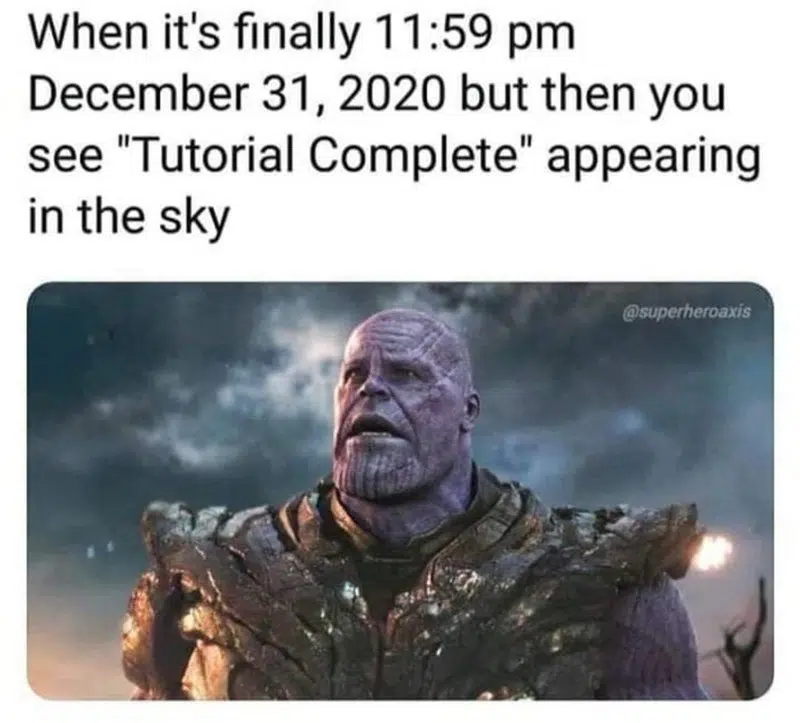 When it's finally 11:59 pm
December 31, 2020 but then you
see "Tutorial Complete" appearing
in the sky
@superheroaxis